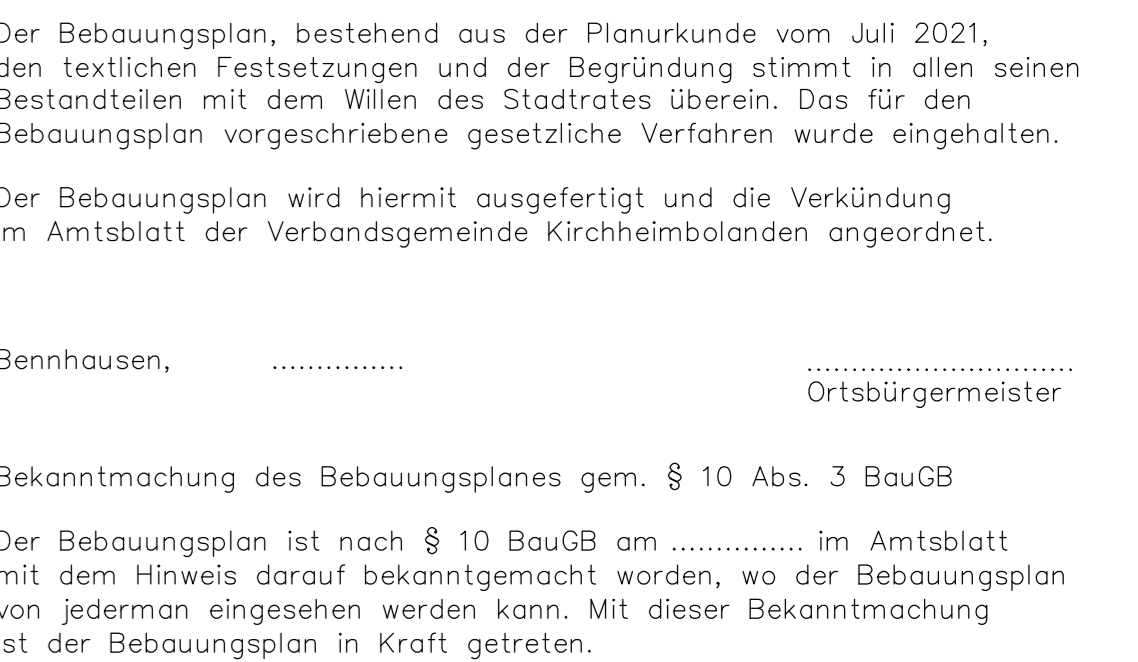 Der Bebauungsplan, bestehend aus der Planurkunde vom Juli 2021,
den textlichen Festsetzungen und der Begründung stimmt in allen seinen
Bestandteilen mit dem Willen des Stadtrates überein. Das für den
Bebauungsplan vorgeschriebene gesetzliche Verfahren wurde eingehalten.
Der Bebauungsplan wird hiermit ausgefertigt und die Verkündung
im Amtsblatt der Verbandsgemeinde Kirchheimbolanden angeordnet.
Bennhausen, ............... ..............................
Ortsbürgermeister
Bekanntmachung des Bebauungsplanes gem. § 10 Abs. 3 BauGB
Der Bebauungsplan ist nach § 10 BauGB am ............... im Amtsblatt
mit dem Hinweis darauf bekanntgemacht worden, wo der Bebauungsplan
von jederman eingesehen werden kann. Mit dieser Bekanntmachung
ist der Bebauungsplan in Kraft getreten.